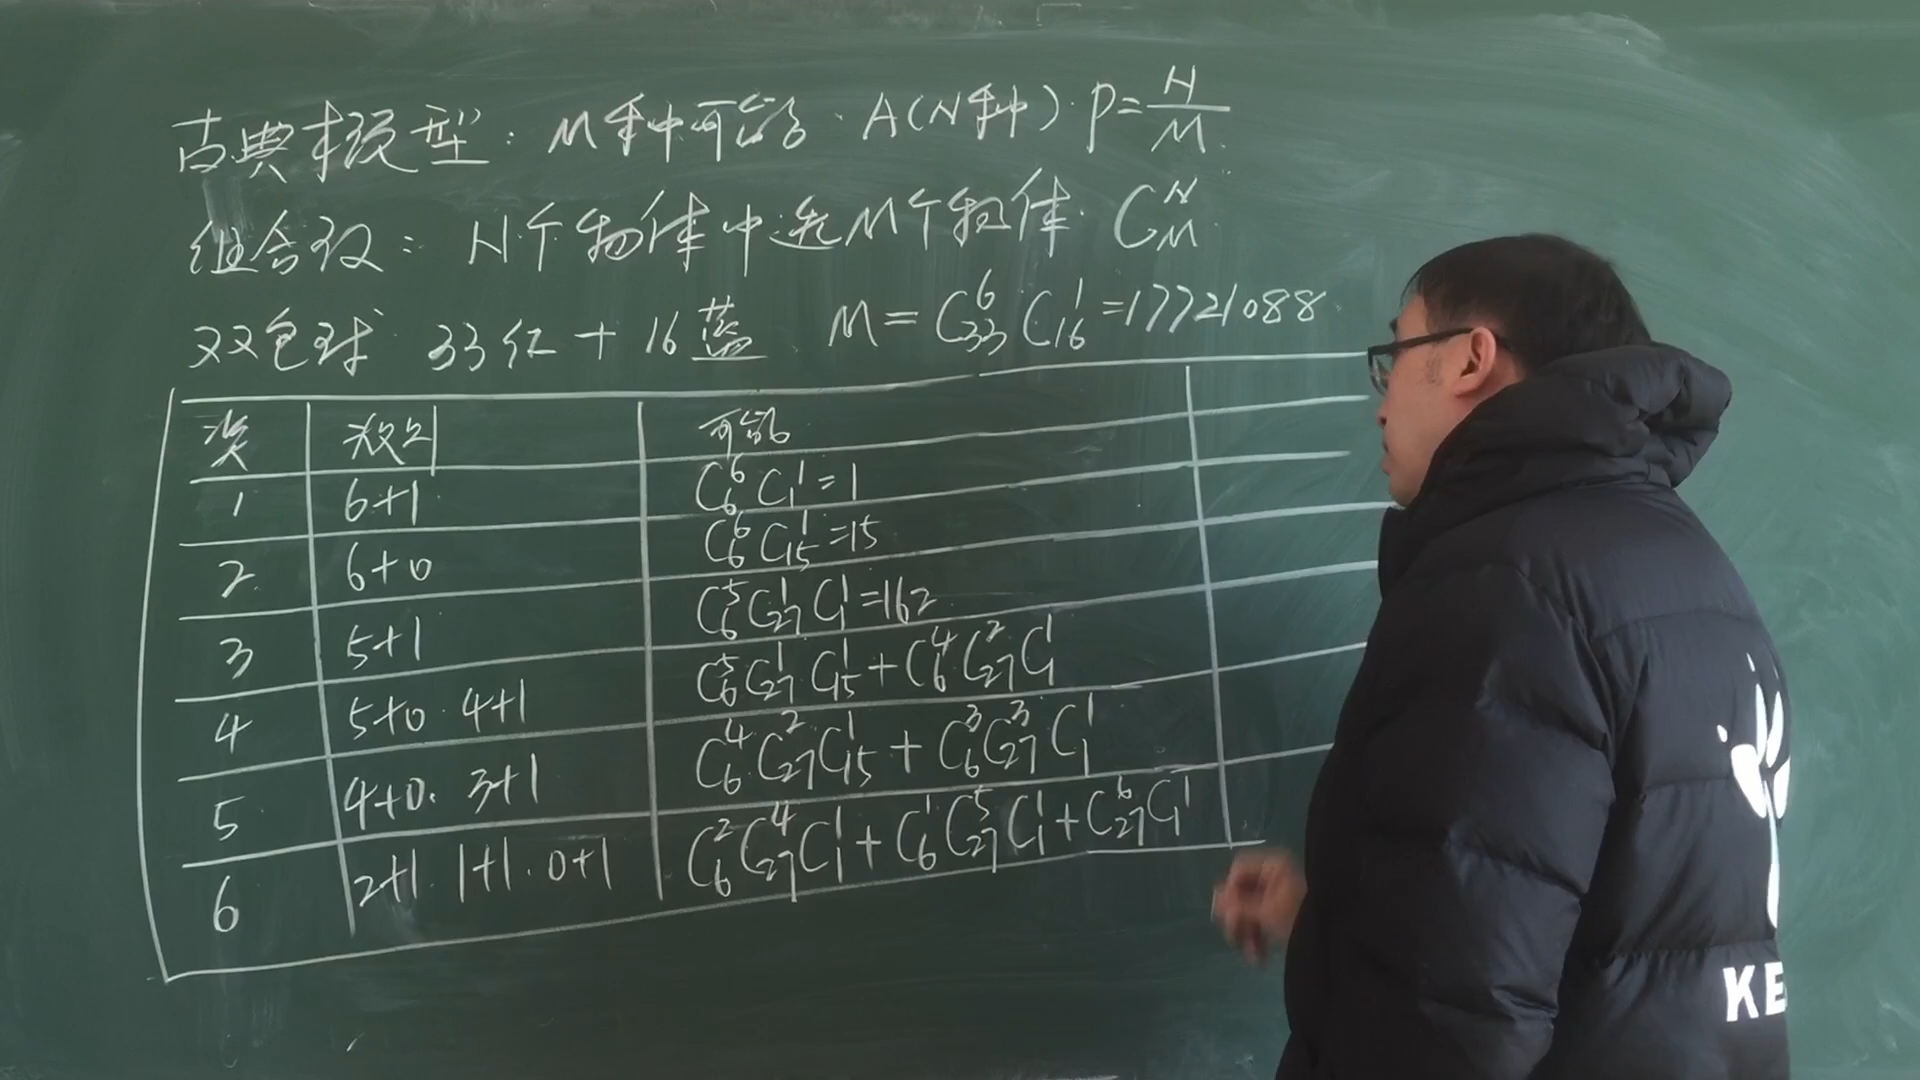 古典模型: M种可能. A(N种). P=N/M.
组合数: N个物体中选M个物体. C_M^N
双色球 33红+16蓝. M=C_33^6 C_16^1=17721088.
奖 规则 可能
1 6+1 C_6^6 C_1^1=1
2 6+0 C_6^6 C_15^1=15
3 5+1 C_6^5 C_27^1 C_1^1=162
4 5+0. 4+1 C_6^5 C_27^1 C_15^1+C_6^4 C_27^2 C_1^1
5 4+0. 3+1 C_6^4 C_27^2 C_15^1+C_6^3 C_27^3 C_1^1
6 2+1. 1+1. 0+1 C_6^2 C_27^4 C_1^1+C_6^1 C_27^5 C_1^1+C_27^6 C_1^1
KE